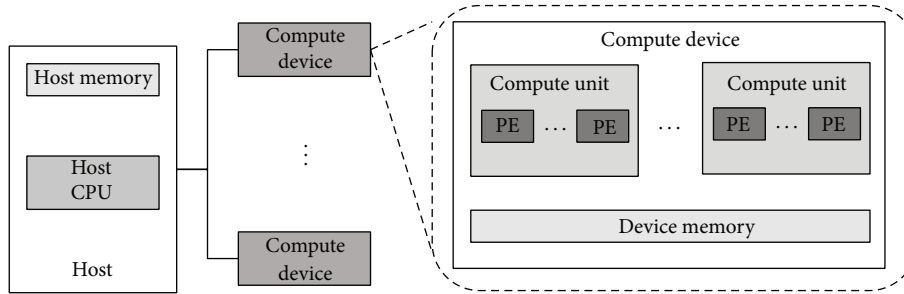 Host memory
Host
CPU
Host
Compute
device
⋮
Compute
device
Compute device
Compute unit
PE ⋯ PE
⋯
Compute unit
PE ⋯ PE
Device memory